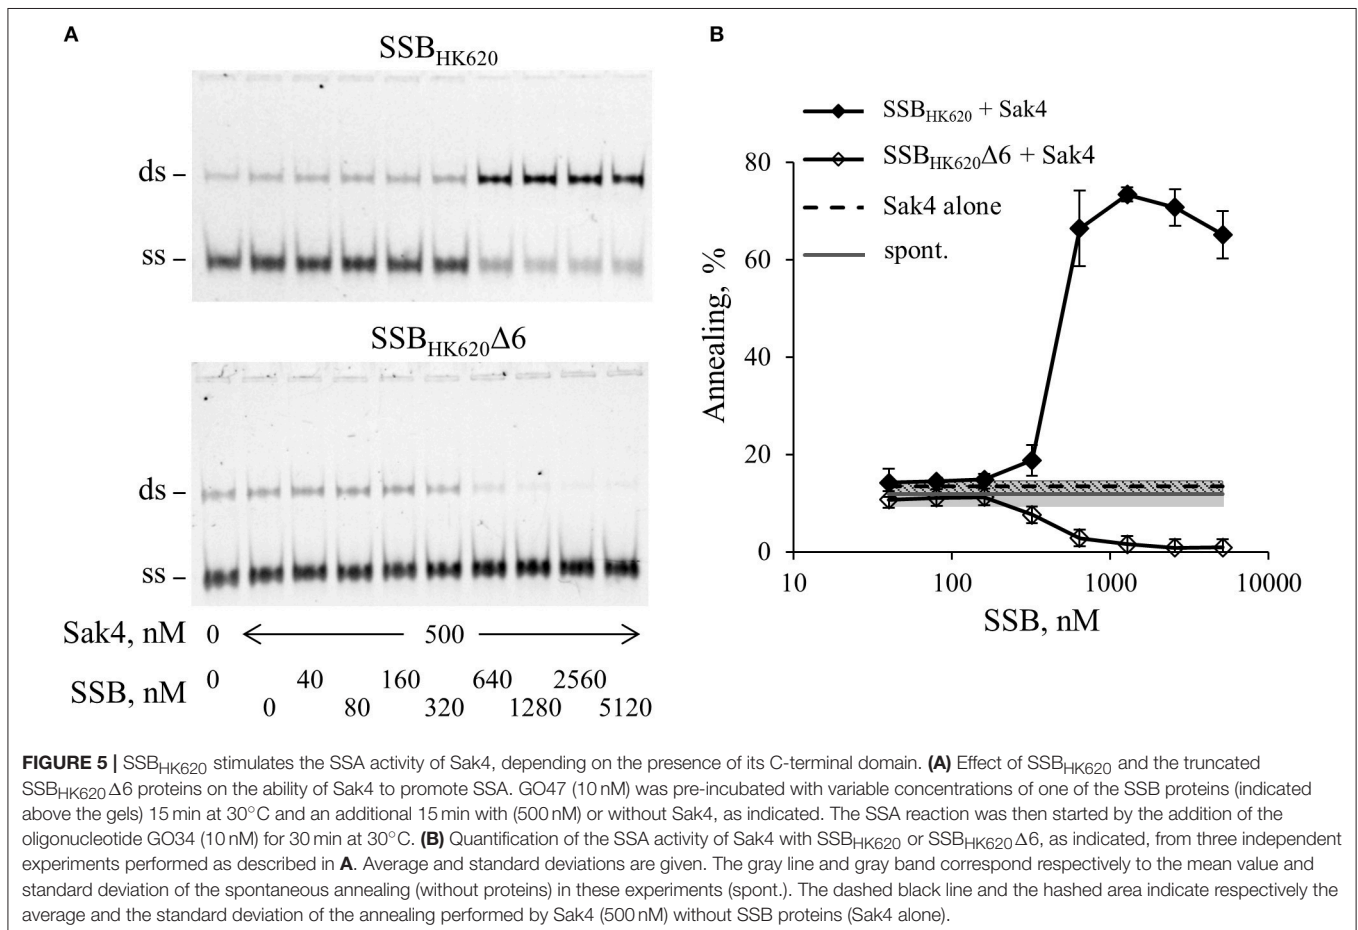 A
SSBHK620
ds –
ss –
SSBHK620Δ6
ds –
ss –
Sak4, nM 0 500
SSB, nM 0 40 160 640 2560
0 80 320 1280 5120
B
SSBHK620 + Sak4
SSBHK620Δ6 + Sak4
Sak4 alone
spont.
Annealing, %
80
60
40
20
0
10 100 1000 10000
SSB, nM
FIGURE 5 | SSBHK620 stimulates the SSA activity of Sak4, depending on the presence of its C-terminal domain. (A) Effect of SSBHK620 and the truncated
SSBHK620Δ6 proteins on the ability of Sak4 to promote SSA. GO47 (10 nM) was pre-incubated with variable concentrations of one of the SSB proteins (indicated
above the gels) 15 min at 30°C and an additional 15 min with (500 nM) or without Sak4, as indicated. The SSA reaction was then started by the addition of the
oligonucleotide GO34 (10 nM) for 30 min at 30°C. (B) Quantification of the SSA activity of Sak4 with SSBHK620 or SSBHK620Δ6, as indicated, from three independent
experiments performed as described in A. Average and standard deviations are given. The gray line and gray band correspond respectively to the mean value and
standard deviation of the spontaneous annealing (without proteins) in these experiments (spont.). The dashed black line and the hashed area indicate respectively the
average and the standard deviation of the annealing performed by Sak4 (500 nM) without SSB proteins (Sak4 alone).